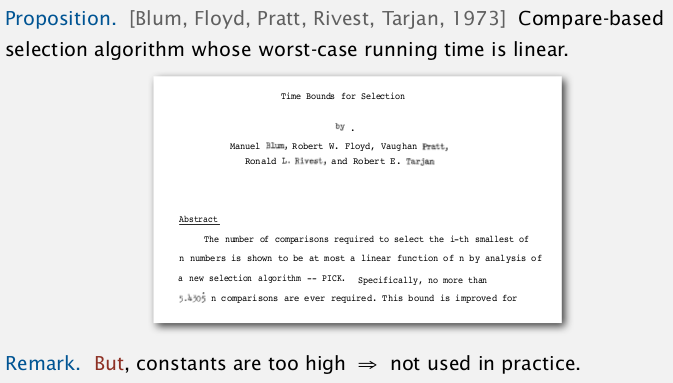 Proposition. [Blum, Floyd, Pratt, Rivest, Tarjan, 1973] Compare-based
selection algorithm whose worst-case running time is linear.
Time Bounds for Selection
by .
Manuel Blum, Robert W. Floyd, Vaughan Pratt,
Ronald L. Rivest, and Robert E. Tarjan
Abstract
The number of comparisons required to select the i-th smallest of
n numbers is shown to be at most a linear function of n by analysis of
a new selection algorithm -- PICK. Specifically, no more than
5.4305 n comparisons are ever required. This bound is improved for
Remark. But, constants are too high ⇒ not used in practice.